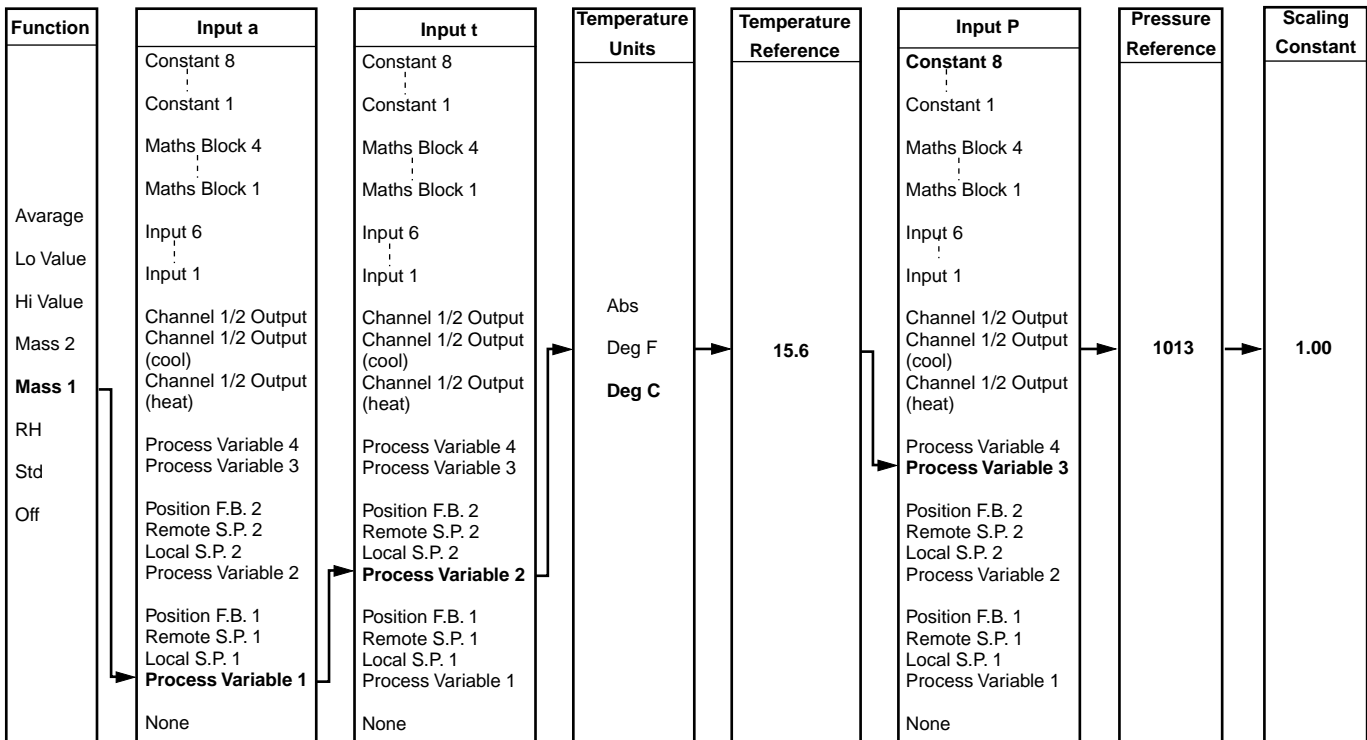 Function
Avarage
Lo Value
Hi Value
Mass 2
Mass 1
RH
Std
Off
Input a
Constant 8
Constant 1
Maths Block 4
Maths Block 1
Input 6
Input 1
Channel 1/2 Output
Channel 1/2 Output
(cool)
Channel 1/2 Output
(heat)
Process Variable 4
Process Variable 3
Position F.B. 2
Remote S.P. 2
Local S.P. 2
Process Variable 2
Position F.B. 1
Remote S.P. 1
Local S.P. 1
Process Variable 1
None
Input t
Constant 8
Constant 1
Maths Block 4
Maths Block 1
Input 6
Input 1
Channel 1/2 Output
Channel 1/2 Output
(cool)
Channel 1/2 Output
(heat)
Process Variable 4
Process Variable 3
Position F.B. 2
Remote S.P. 2
Local S.P. 2
Process Variable 2
Position F.B. 1
Remote S.P. 1
Local S.P. 1
Process Variable 1
None
Temperature
Units
Abs
Deg F
Deg C
Temperature
Reference
15.6
Input P
Constant 8
Constant 1
Maths Block 4
Maths Block 1
Input 6
Input 1
Channel 1/2 Output
Channel 1/2 Output
(cool)
Channel 1/2 Output
(heat)
Process Variable 4
Process Variable 3
Position F.B. 2
Remote S.P. 2
Local S.P. 2
Process Variable 2
Position F.B. 1
Remote S.P. 1
Local S.P. 1
Process Variable 1
None
Pressure
Reference
1013
Scaling
Constant
1.00